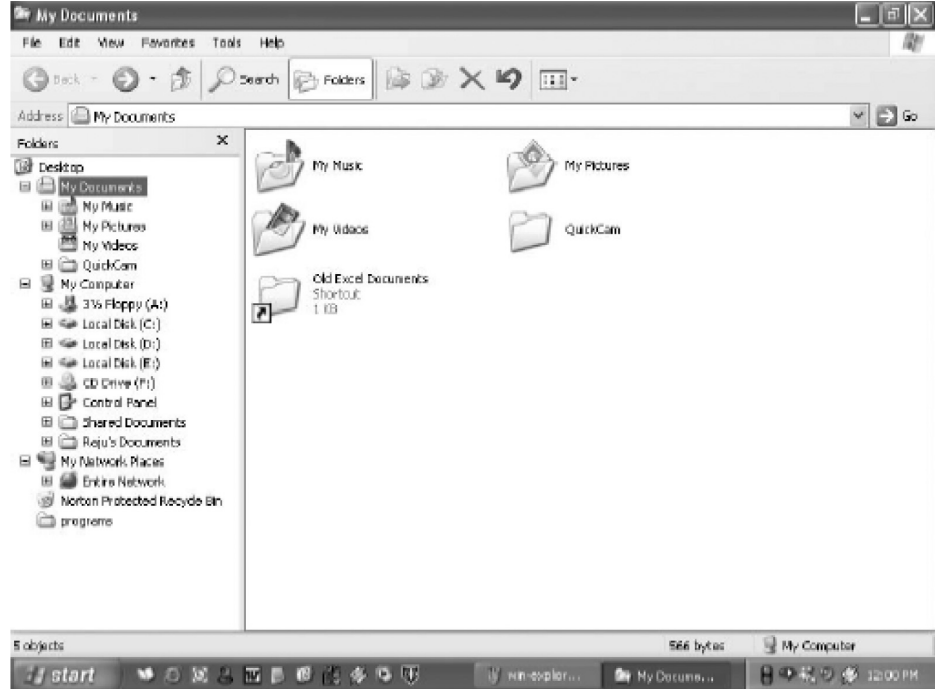 My Documents
File Edit View Favorites Tools Help
Back Search Folders
Address My Documents Go
Folders X
Desktop
My Documents
My Music
My Pictures
My Videos
QuickCam
My Computer
3½ Floppy (A:)
Local Disk (C:)
Local Disk (D:)
Local Disk (E:)
CD Drive (F:)
Control Panel
Shared Documents
Raju's Documents
My Network Places
Entire Network
Norton Protected Recycle Bin
programs
My Music
My Pictures
My Videos
QuickCam
Old Excel Documents
Shortcut
1 KB
5 objects 566 bytes My Computer
start win-explor... My Docume... 12:00 PM